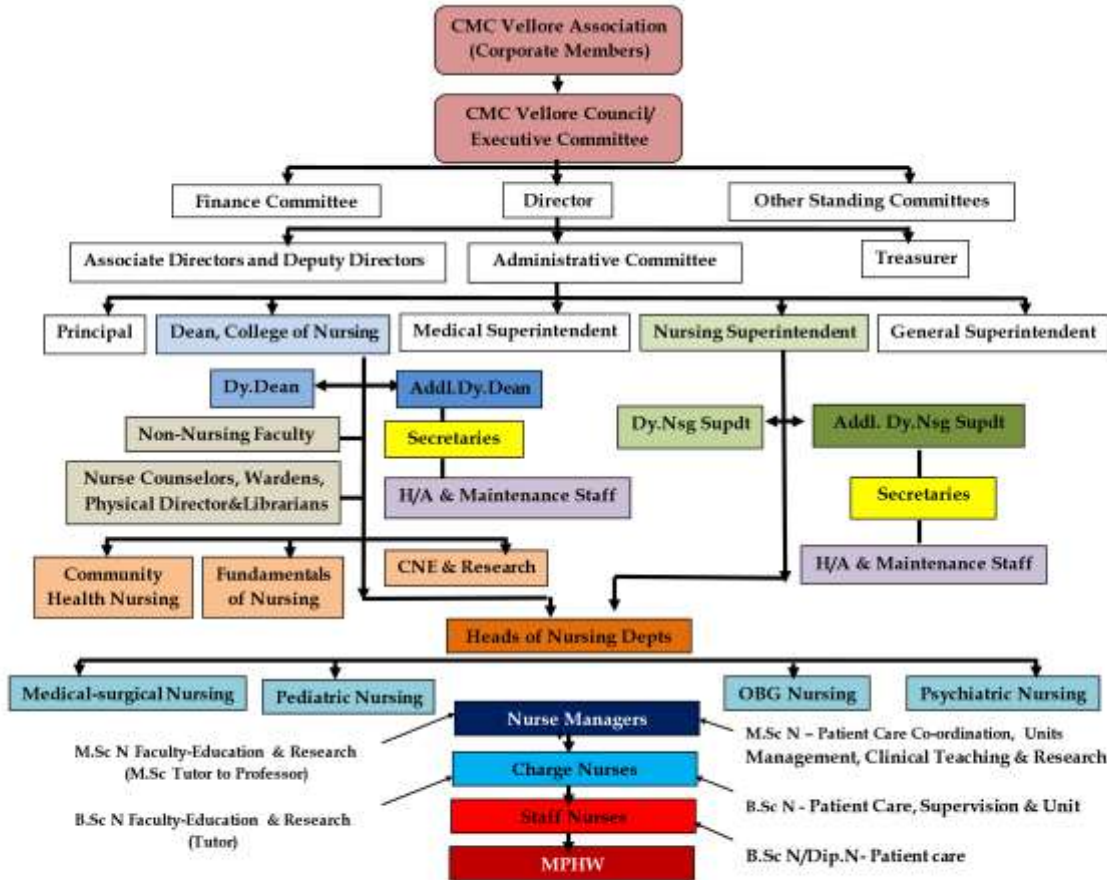 CMC Vellore Association
(Corporate Members)
CMC Vellore Council/
Executive Committee
Finance Committee
Director
Other Standing Committees
Associate Directors and Deputy Directors
Administrative Committee
Treasurer
Principal
Dean, College of Nursing
Medical Superintendent
Nursing Superintendent
General Superintendent
Dy.Dean
Addl.Dy.Dean
Non-Nursing Faculty
Secretaries
Nurse Counselors, Wardens,
Physical Director&Librarians
H/A & Maintenance Staff
Dy.Nsg Supdt
Addl. Dy.Nsg Supdt
Secretaries
H/A & Maintenance Staff
Community
Health Nursing
Fundamentals
of Nursing
CNE & Research
Heads of Nursing Depts
Medical-surgical Nursing
Pediatric Nursing
OBG Nursing
Psychiatric Nursing
Nurse Managers
M.Sc N Faculty-Education & Research
(M.Sc Tutor to Professor)
M.Sc N – Patient Care Co-ordination, Units
Management, Clinical Teaching & Research
Charge Nurses
B.Sc N Faculty-Education & Research
(Tutor)
B.Sc N - Patient Care, Supervision & Unit
Staff Nurses
B.Sc N/Dip.N- Patient care
MPHW